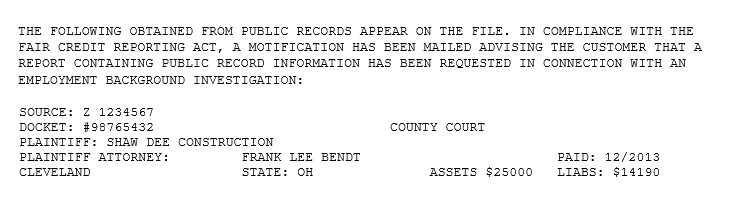 THE FOLLOWING OBTAINED FROM PUBLIC RECORDS APPEAR ON THE FILE. IN COMPLIANCE WITH THE
FAIR CREDIT REPORTING ACT, A MOTIFICATION HAS BEEN MAILED ADVISING THE CUSTOMER THAT A
REPORT CONTAINING PUBLIC RECORD INFORMATION HAS BEEN REQUESTED IN CONNECTION WITH AN
EMPLOYMENT BACKGROUND INVESTIGATION:
SOURCE: Z 1234567
DOCKET: #98765432 COUNTY COURT
PLAINTIFF: SHAW DEE CONSTRUCTION
PLAINTIFF ATTORNEY: FRANK LEE BENDT PAID: 12/2013
CLEVELAND STATE: OH ASSETS $25000 LIABS: $14190